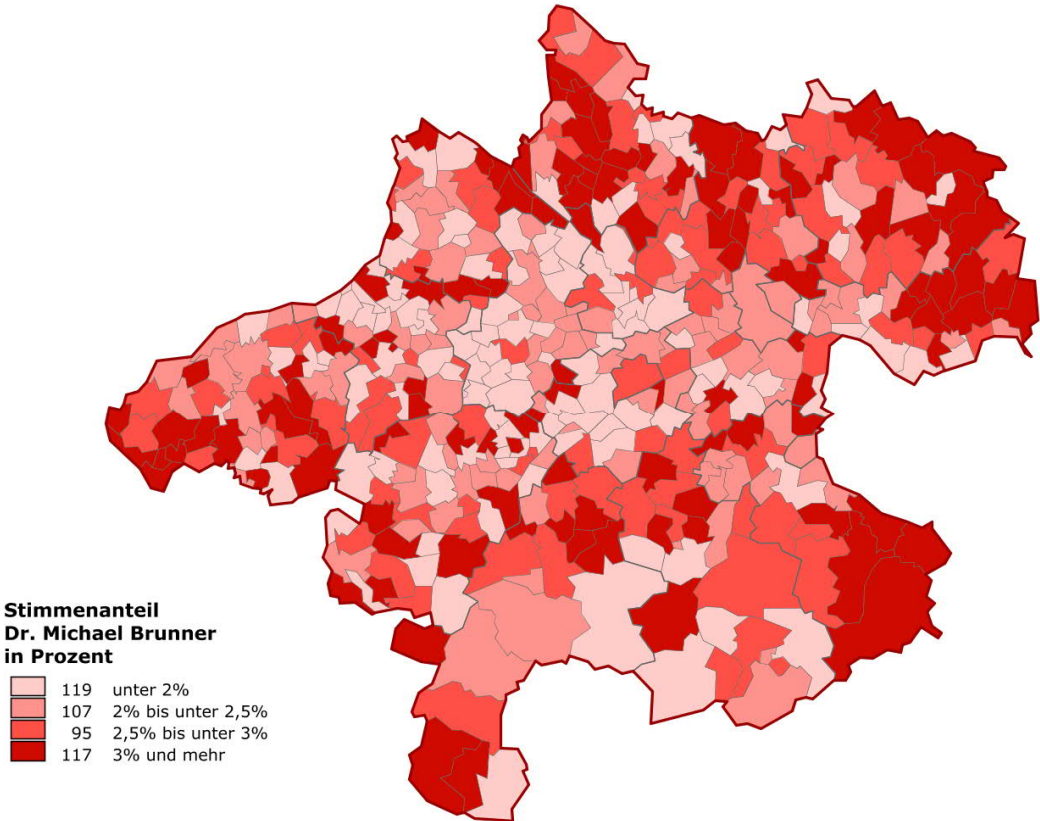 Stimmenanteil
Dr. Michael Brunner
in Prozent
119 unter 2%
107 2% bis unter 2,5%
95 2,5% bis unter 3%
117 3% und mehr